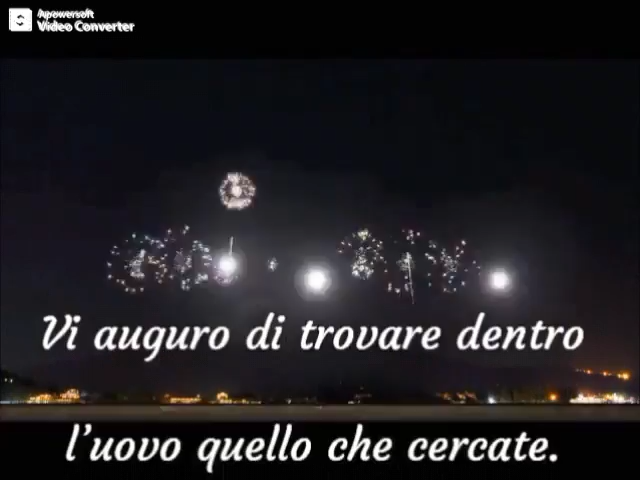 Apowersoft
Video Converter
Vi auguro di trovare dentro
l'uovo quello che cercate.